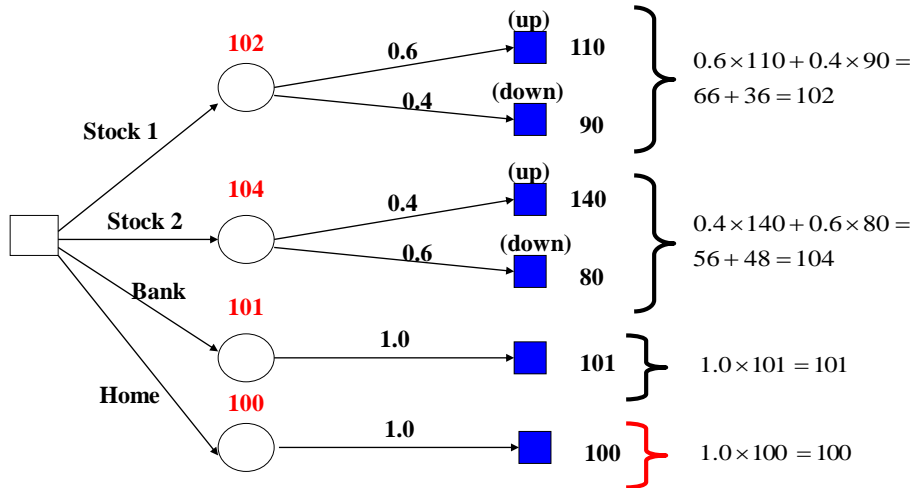 (up)
102
0.6
110
0.6 × 110 + 0.4 × 90 =
66 + 36 = 102
(down)
0.4
90
Stock 1
(up)
104
0.4
140
0.4 × 140 + 0.6 × 80 =
56 + 48 = 104
Stock 2
(down)
0.6
80
Bank
101
1.0
101
1.0 × 101 = 101
Home
100
1.0
100
1.0 × 100 = 100